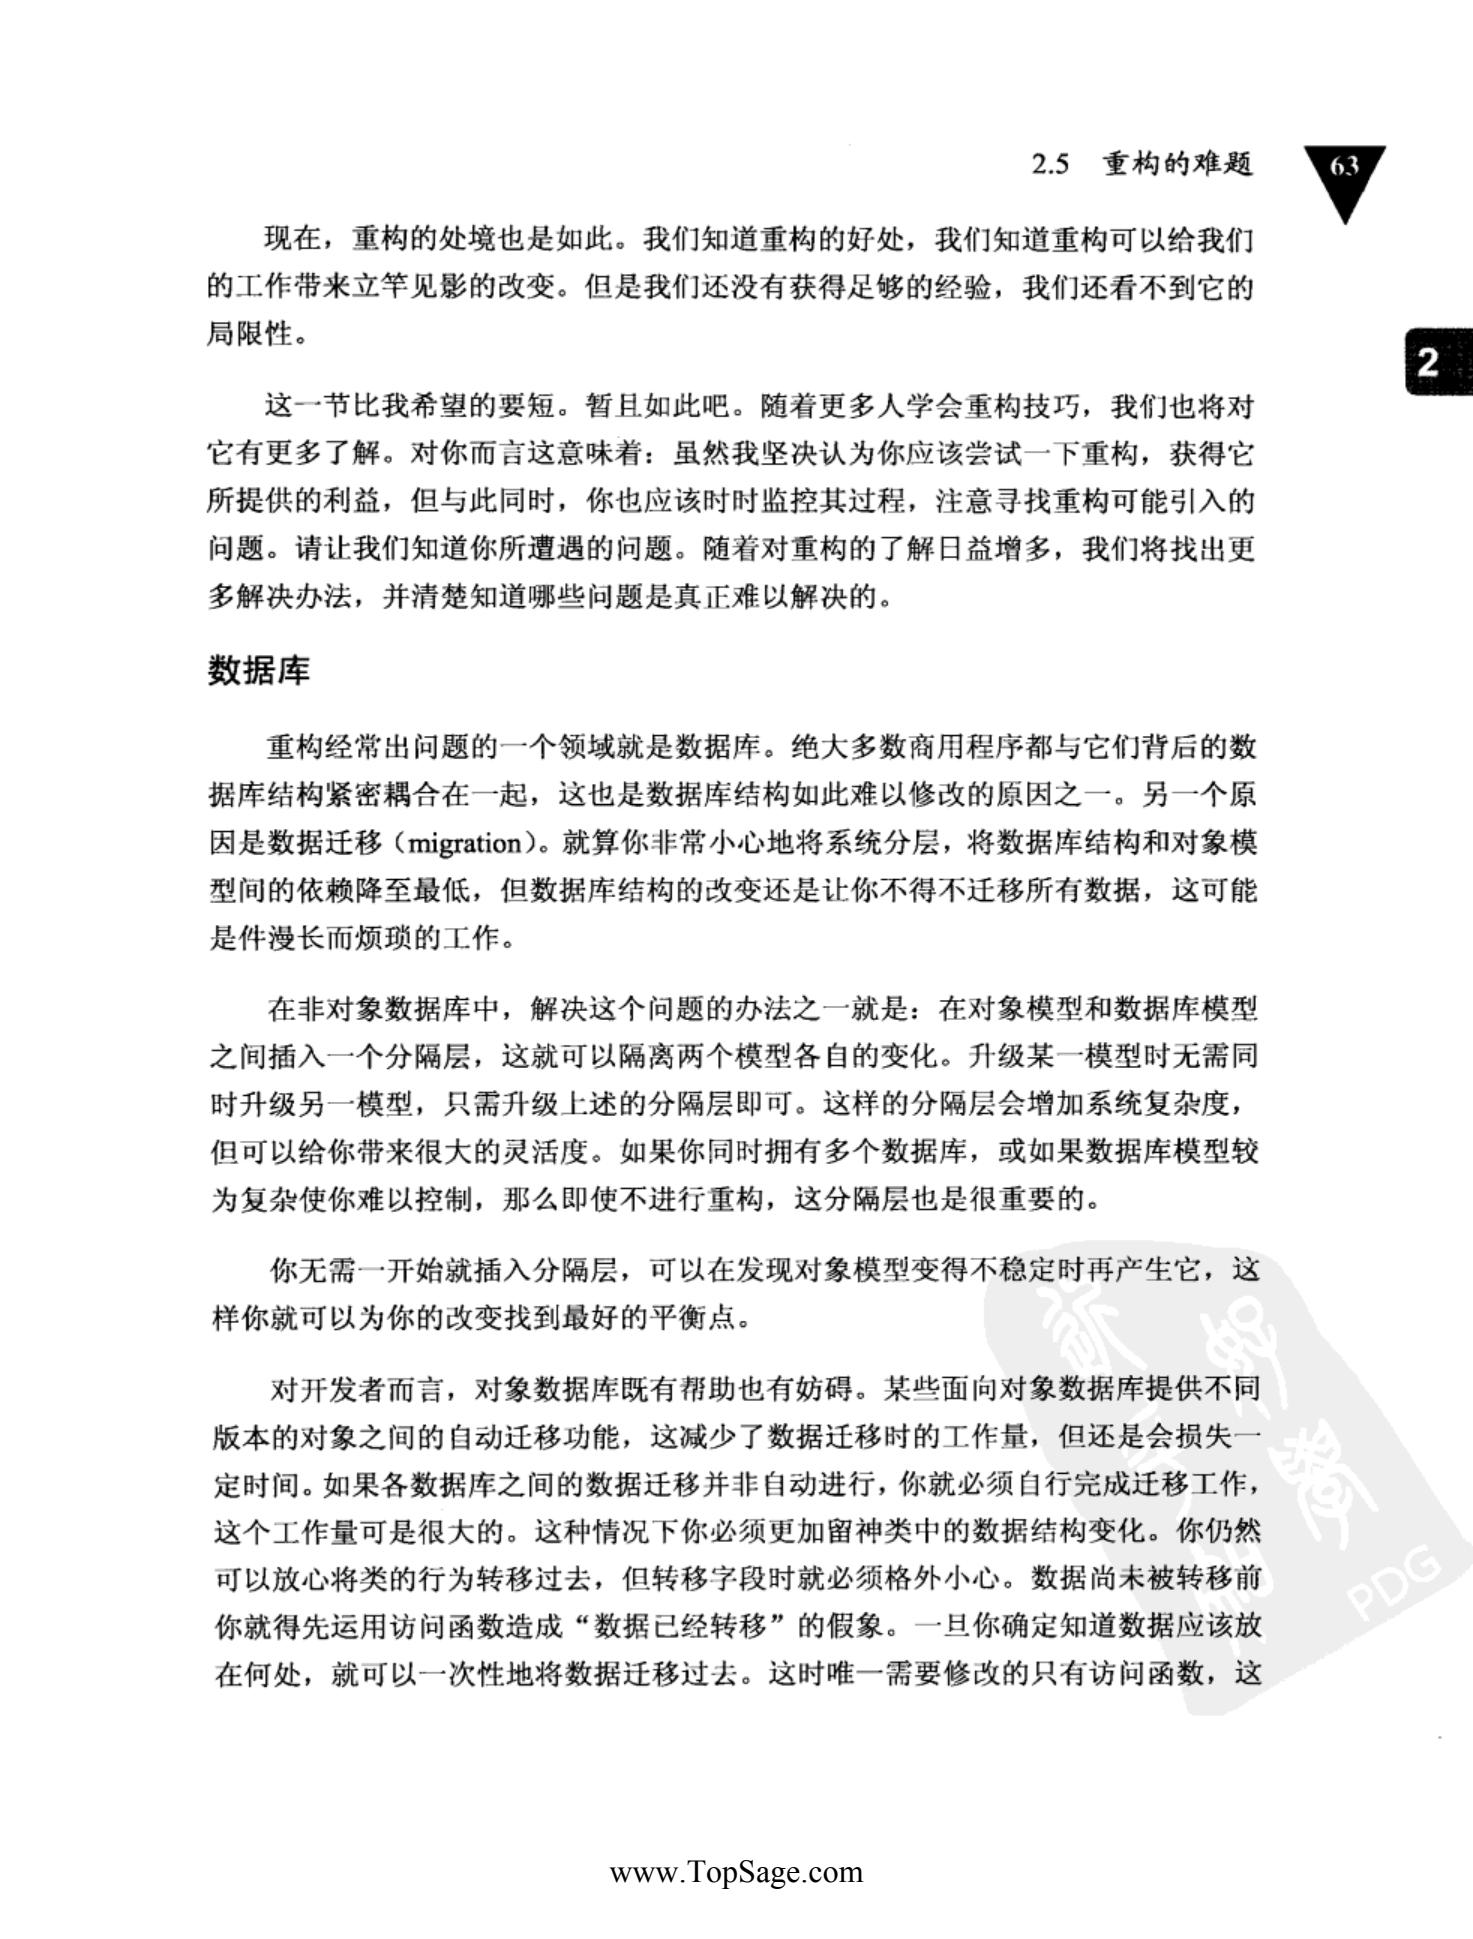 2.5 重构的难题
63
现在，重构的处境也是如此。我们知道重构的好处，我们知道重构可以给我们
的工作带来立竿见影的改变。但是我们还没有获得足够的经验，我们还看不到它的
局限性。
2
这一节比我希望的要短。暂且如此吧。随着更多人学会重构技巧，我们也将对
它有更多了解。对你而言这意味着：虽然我坚决认为你应该尝试一下重构，获得它
所提供的利益，但与此同时，你也应该时时监控其过程，注意寻找重构可能引入的
问题。请让我们知道你所遭遇的问题。随着对重构的了解日益增多，我们将找出更
多解决办法，并清楚知道哪些问题是真正难以解决的。
数据库
重构经常出问题的一个领域就是数据库。绝大多数商用程序都与它们背后的数
据库结构紧密耦合在一起，这也是数据库结构如此难以修改的原因之一。另一个原
因是数据迁移（migration）。就算你非常小心地将系统分层，将数据库结构和对象模
型间的依赖降至最低，但数据库结构的改变还是让你不得不迁移所有数据，这可能
是件漫长而烦琐的工作。
在非对象数据库中，解决这个问题的办法之一就是：在对象模型和数据库模型
之间插入一个分隔层，这就可以隔离两个模型各自的变化。升级某一模型时无需同
时升级另一模型，只需升级上述的分隔层即可。这样的分隔层会增加系统复杂度，
但可以给你带来很大的灵活度。如果你同时拥有多个数据库，或如果数据库模型较
为复杂使你难以控制，那么即使不进行重构，这分隔层也是很重要的。
你无需一开始就插入分隔层，可以在发现对象模型变得不稳定时再产生它，这
样你就可以为你的改变找到最好的平衡点。
对开发者而言，对象数据库既有帮助也有妨碍。某些面向对象数据库提供不同
版本的对象之间的自动迁移功能，这减少了数据迁移时的工作量，但还是会损失一
定时间。如果各数据库之间的数据迁移并非自动进行，你就必须自行完成迁移工作，
这个工作量可是很大的。这种情况下你必须更加留神类中的数据结构变化。你仍然
可以放心将类的行为转移过去，但转移字段时就必须格外小心。数据尚未被转移前
你就得先运用访问函数造成“数据已经转移”的假象。一旦你确定知道数据应该放
在何处，就可以一次性地将数据迁移过去。这时唯一需要修改的只有访问函数，这
PDG
www.TopSage.com